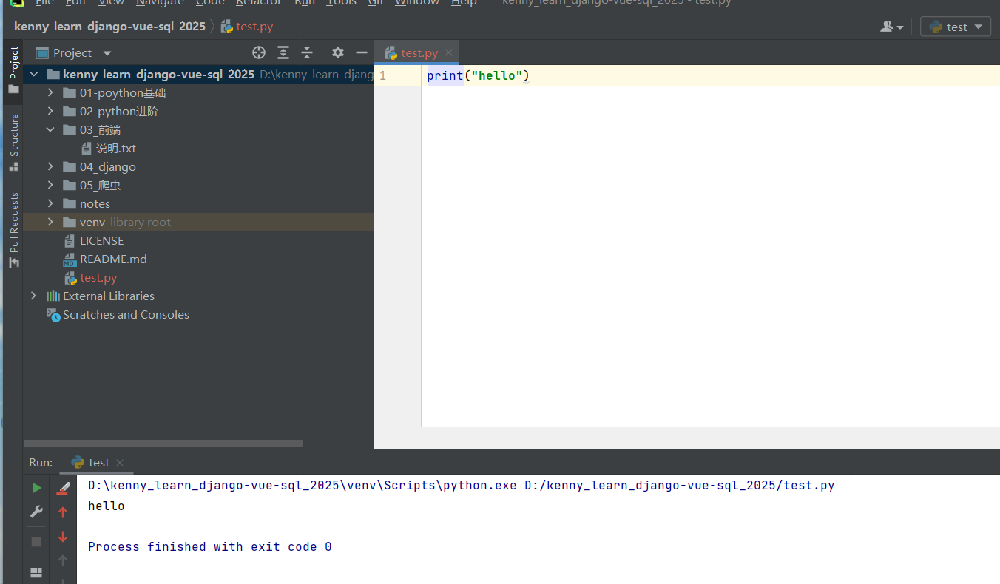 File Edit View Navigate Code Refactor Run Tools Git Window Help kenny_learn_django-vue-sql_2025 - test.py
kenny_learn_django-vue-sql_2025 test.py
test
Project
Structure
Pull Requests
Project
kenny_learn_django-vue-sql_2025 D:\kenny_learn_djang
01-poython基础
02-python进阶
03_前端
说明.txt
04_django
05_爬虫
notes
venv library root
LICENSE
README.md
test.py
External Libraries
Scratches and Consoles
test.py
1 print("hello")
Run: test
D:\kenny_learn_django-vue-sql_2025\venv\Scripts\python.exe D:/kenny_learn_django-vue-sql_2025/test.py
hello
Process finished with exit code 0